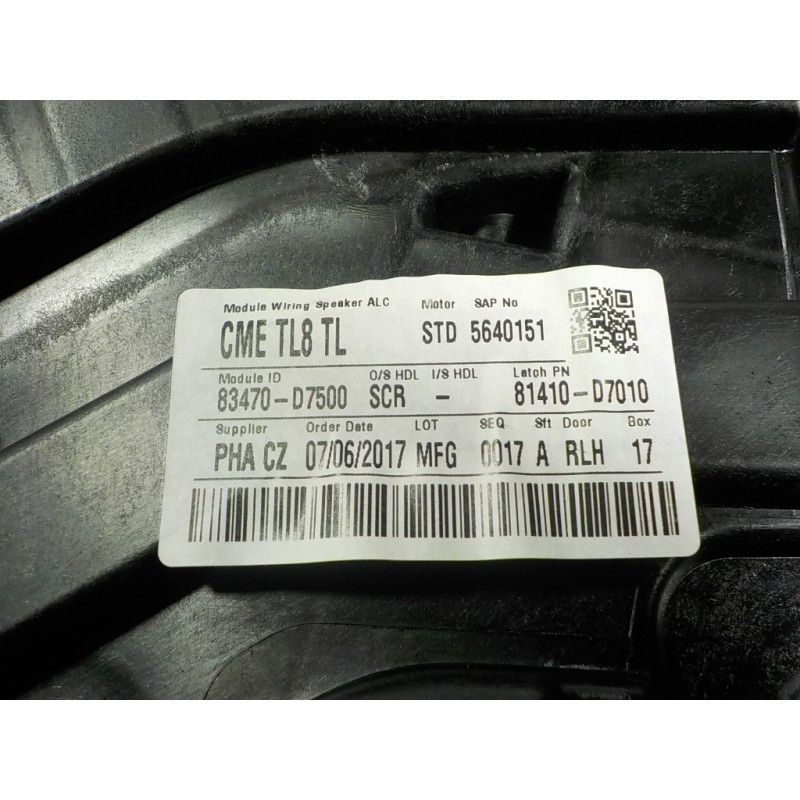 Module Wiring Speaker ALC Motor SAP No
CME TL8 TL STD 5640151
Module ID O/S HDL I/S HDL Latch PN
83470-D7500 SCR - 81410-D7010
Supplier Order Date LOT SEQ Sft Door Box
PHA CZ 07/06/2017 MFG 0017 A RLH 17